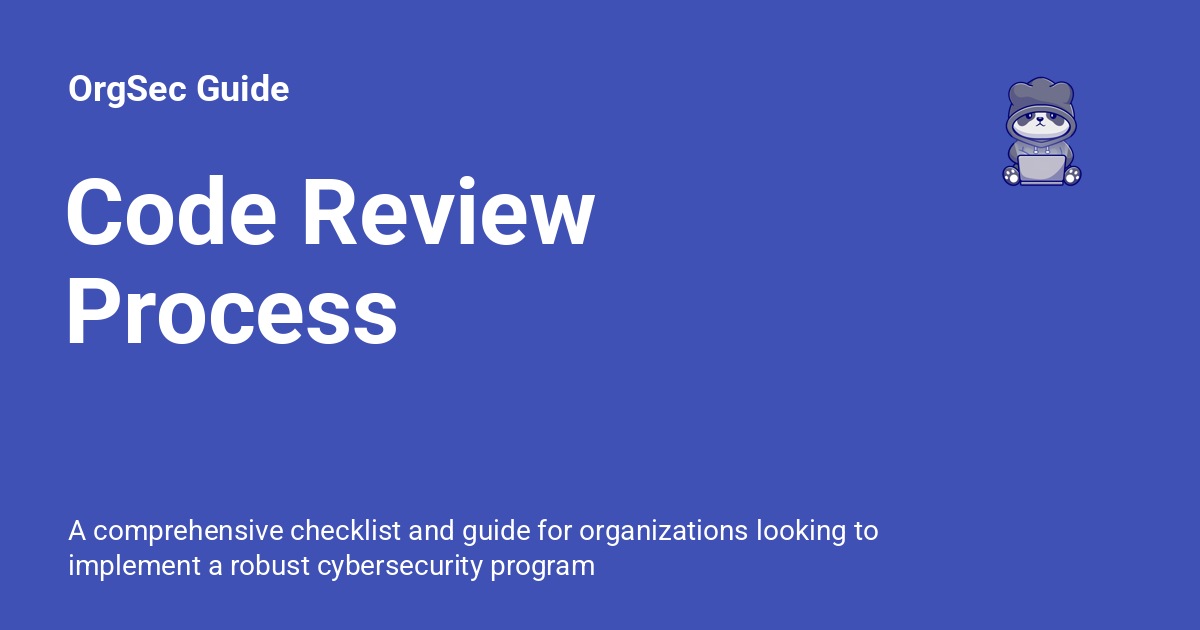 OrgSec Guide
Code Review
Process
A comprehensive checklist and guide for organizations looking to
implement a robust cybersecurity program